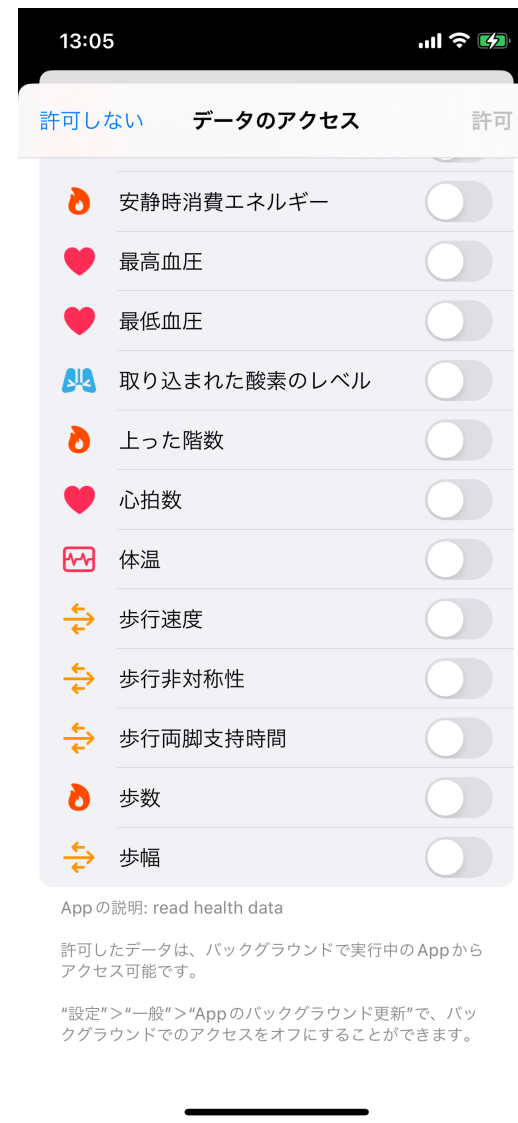 13:05
許可しない データのアクセス 許可
安静時消費エネルギー
最高血圧
最低血圧
取り込まれた酸素のレベル
上った階数
心拍数
体温
歩行速度
歩行非対称性
歩行両脚支持時間
歩数
歩幅
Appの説明: read health data
許可したデータは、バックグラウンドで実行中のAppから
アクセス可能です。
“設定”>“一般”>“Appのバックグラウンド更新”で、バッ
クグラウンドでのアクセスをオフにすることができます。